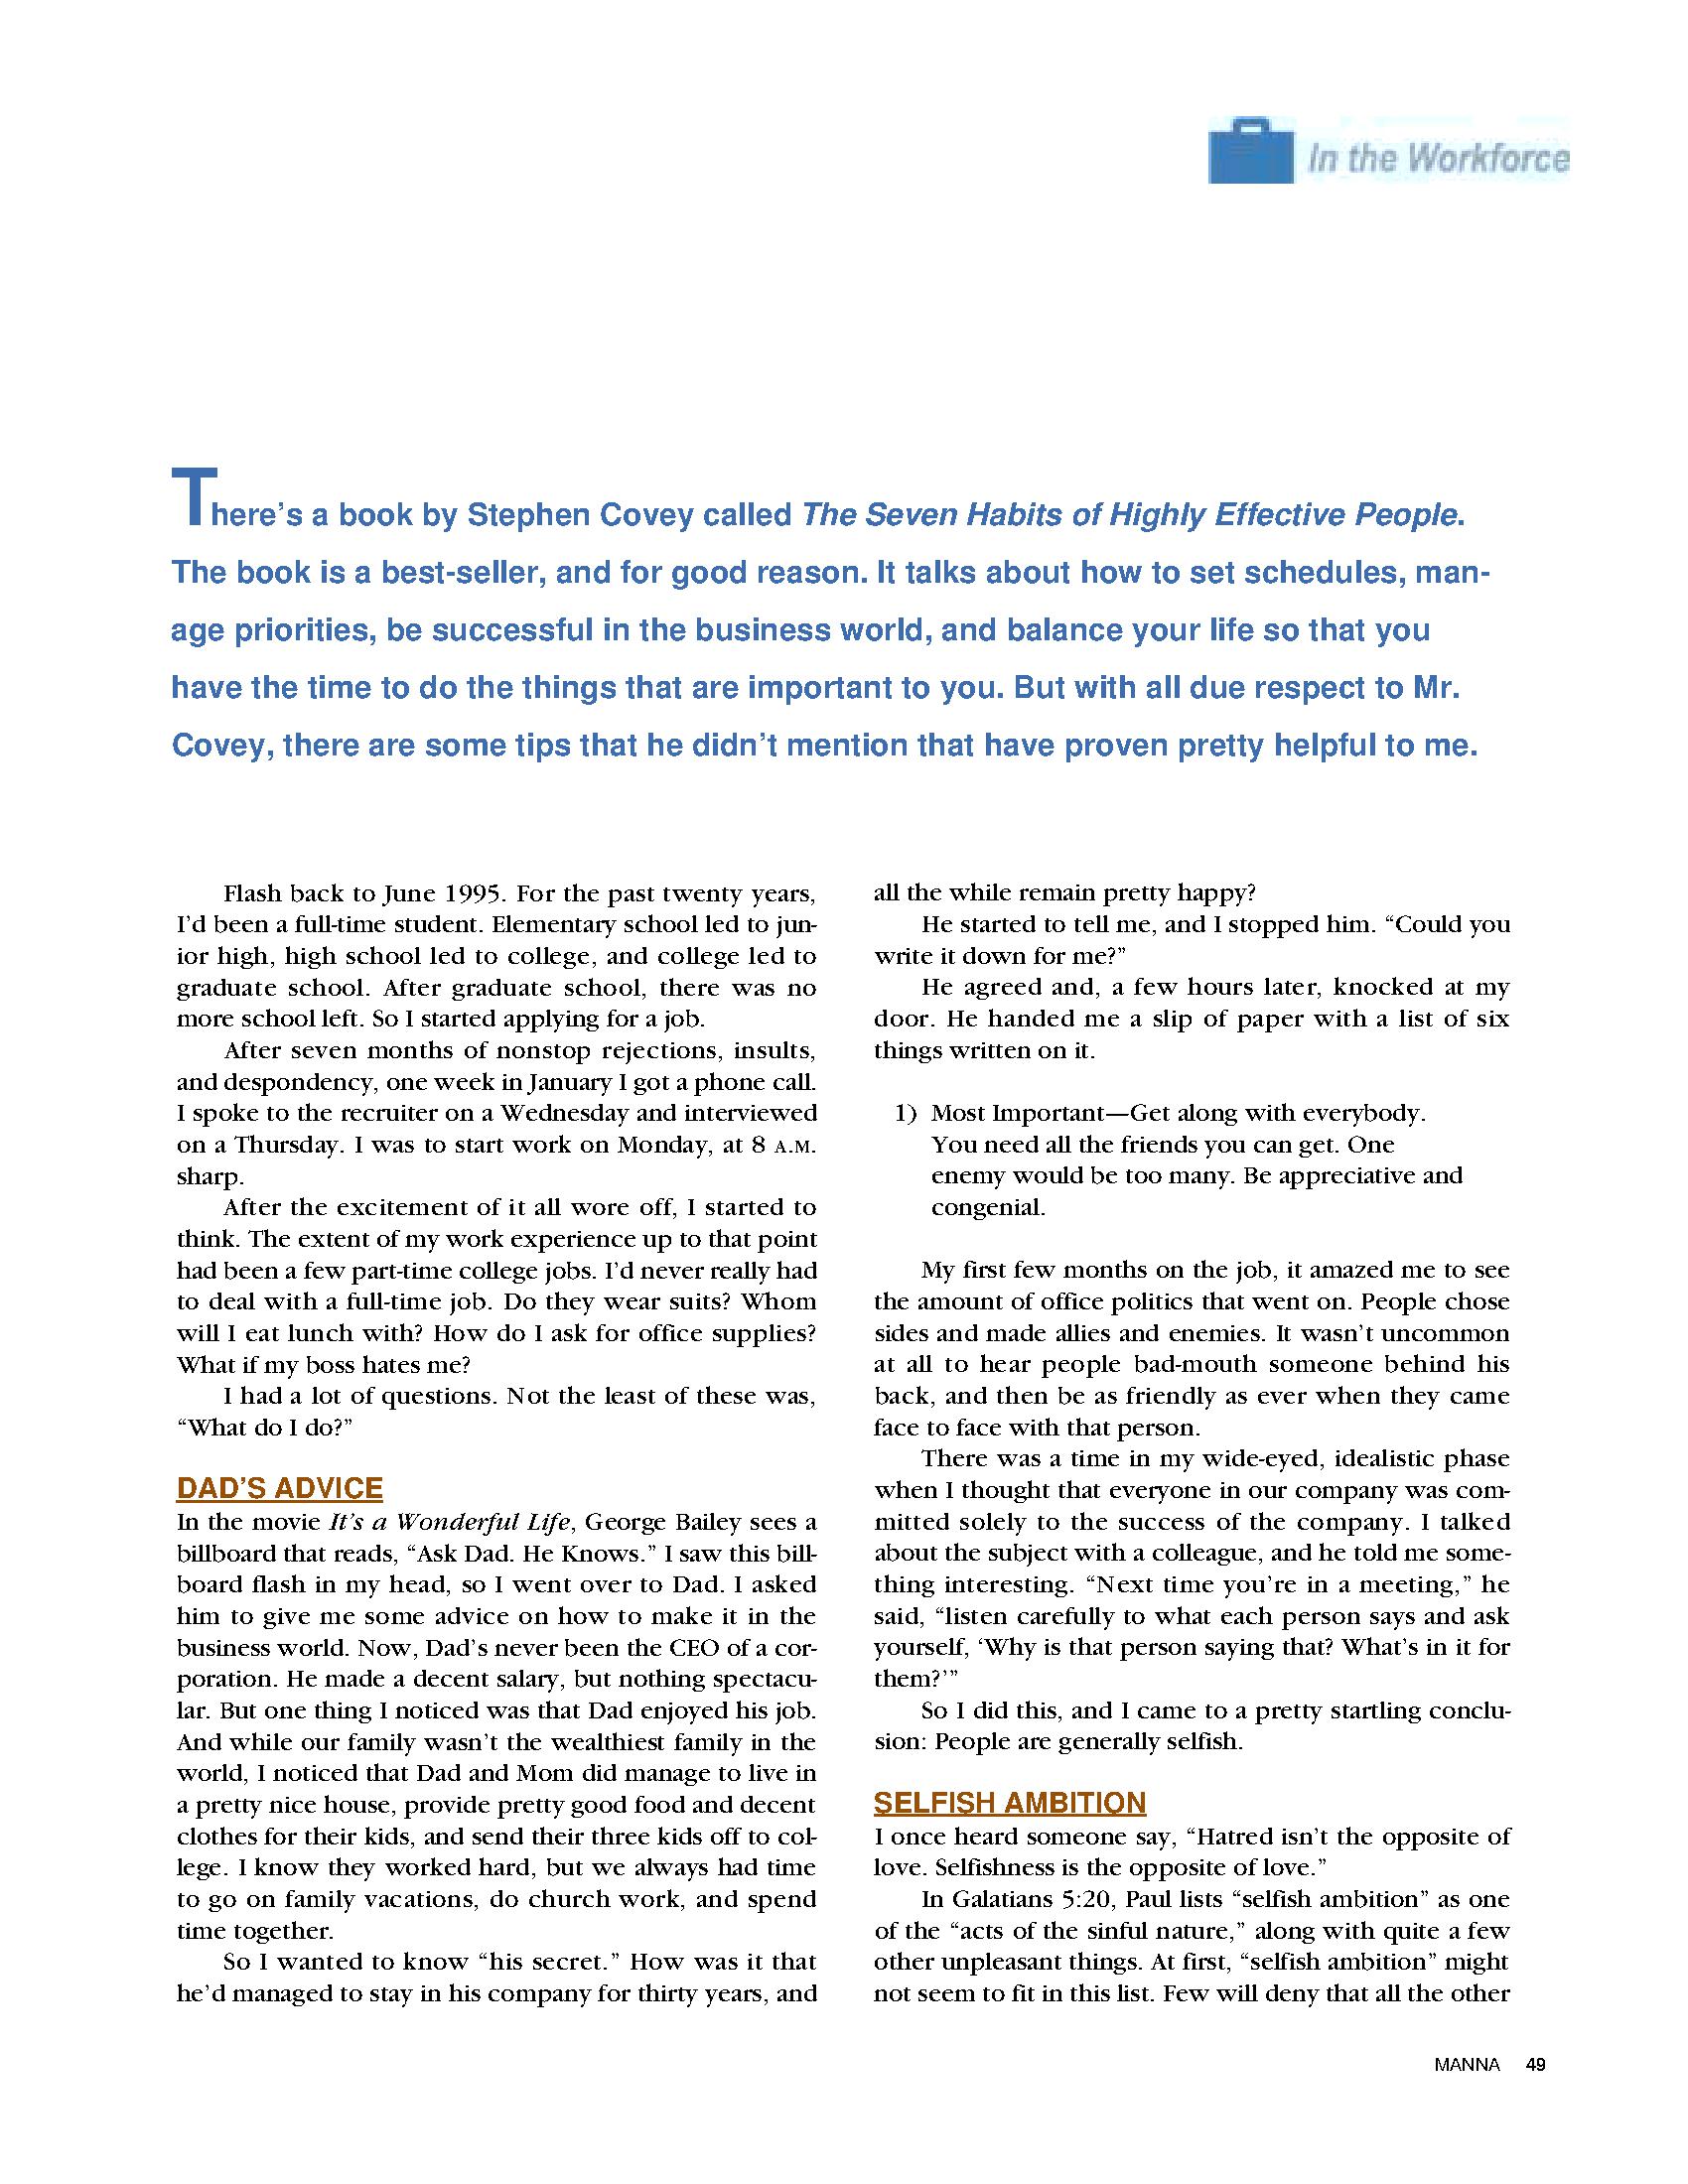 In the Workforce
There’s a book by Stephen Covey called The Seven Habits of Highly Effective People.
The book is a best-seller, and for good reason. It talks about how to set schedules, man-
age priorities, be successful in the business world, and balance your life so that you
have the time to do the things that are important to you. But with all due respect to Mr.
Covey, there are some tips that he didn’t mention that have proven pretty helpful to me.
Flash back to June 1995. For the past twenty years,
I’d been a full-time student. Elementary school led to jun-
ior high, high school led to college, and college led to
graduate school. After graduate school, there was no
more school left. So I started applying for a job.
After seven months of nonstop rejections, insults,
and despondency, one week in January I got a phone call.
I spoke to the recruiter on a Wednesday and interviewed
on a Thursday. I was to start work on Monday, at 8 A.M.
sharp.
After the excitement of it all wore off, I started to
think. The extent of my work experience up to that point
had been a few part-time college jobs. I’d never really had
to deal with a full-time job. Do they wear suits? Whom
will I eat lunch with? How do I ask for office supplies?
What if my boss hates me?
I had a lot of questions. Not the least of these was,
“What do I do?”
DAD’S ADVICE
In the movie It’s a Wonderful Life, George Bailey sees a
billboard that reads, “Ask Dad. He Knows.” I saw this bill-
board flash in my head, so I went over to Dad. I asked
him to give me some advice on how to make it in the
business world. Now, Dad’s never been the CEO of a cor-
poration. He made a decent salary, but nothing spectacu-
lar. But one thing I noticed was that Dad enjoyed his job.
And while our family wasn’t the wealthiest family in the
world, I noticed that Dad and Mom did manage to live in
a pretty nice house, provide pretty good food and decent
clothes for their kids, and send their three kids off to col-
lege. I know they worked hard, but we always had time
to go on family vacations, do church work, and spend
time together.
So I wanted to know “his secret.” How was it that
he’d managed to stay in his company for thirty years, and
all the while remain pretty happy?
He started to tell me, and I stopped him. “Could you
write it down for me?”
He agreed and, a few hours later, knocked at my
door. He handed me a slip of paper with a list of six
things written on it.
1) Most Important—Get along with everybody.
You need all the friends you can get. One
enemy would be too many. Be appreciative and
congenial.
My first few months on the job, it amazed me to see
the amount of office politics that went on. People chose
sides and made allies and enemies. It wasn’t uncommon
at all to hear people bad-mouth someone behind his
back, and then be as friendly as ever when they came
face to face with that person.
There was a time in my wide-eyed, idealistic phase
when I thought that everyone in our company was com-
mitted solely to the success of the company. I talked
about the subject with a colleague, and he told me some-
thing interesting. “Next time you’re in a meeting,” he
said, “listen carefully to what each person says and ask
yourself, ‘Why is that person saying that? What’s in it for
them?’”
So I did this, and I came to a pretty startling conclu-
sion: People are generally selfish.
SELFISH AMBITION
I once heard someone say, “Hatred isn’t the opposite of
love. Selfishness is the opposite of love.”
In Galatians 5:20, Paul lists “selfish ambition” as one
of the “acts of the sinful nature,” along with quite a few
other unpleasant things. At first, “selfish ambition” might
not seem to fit in this list. Few will deny that all the other
MANNA 49